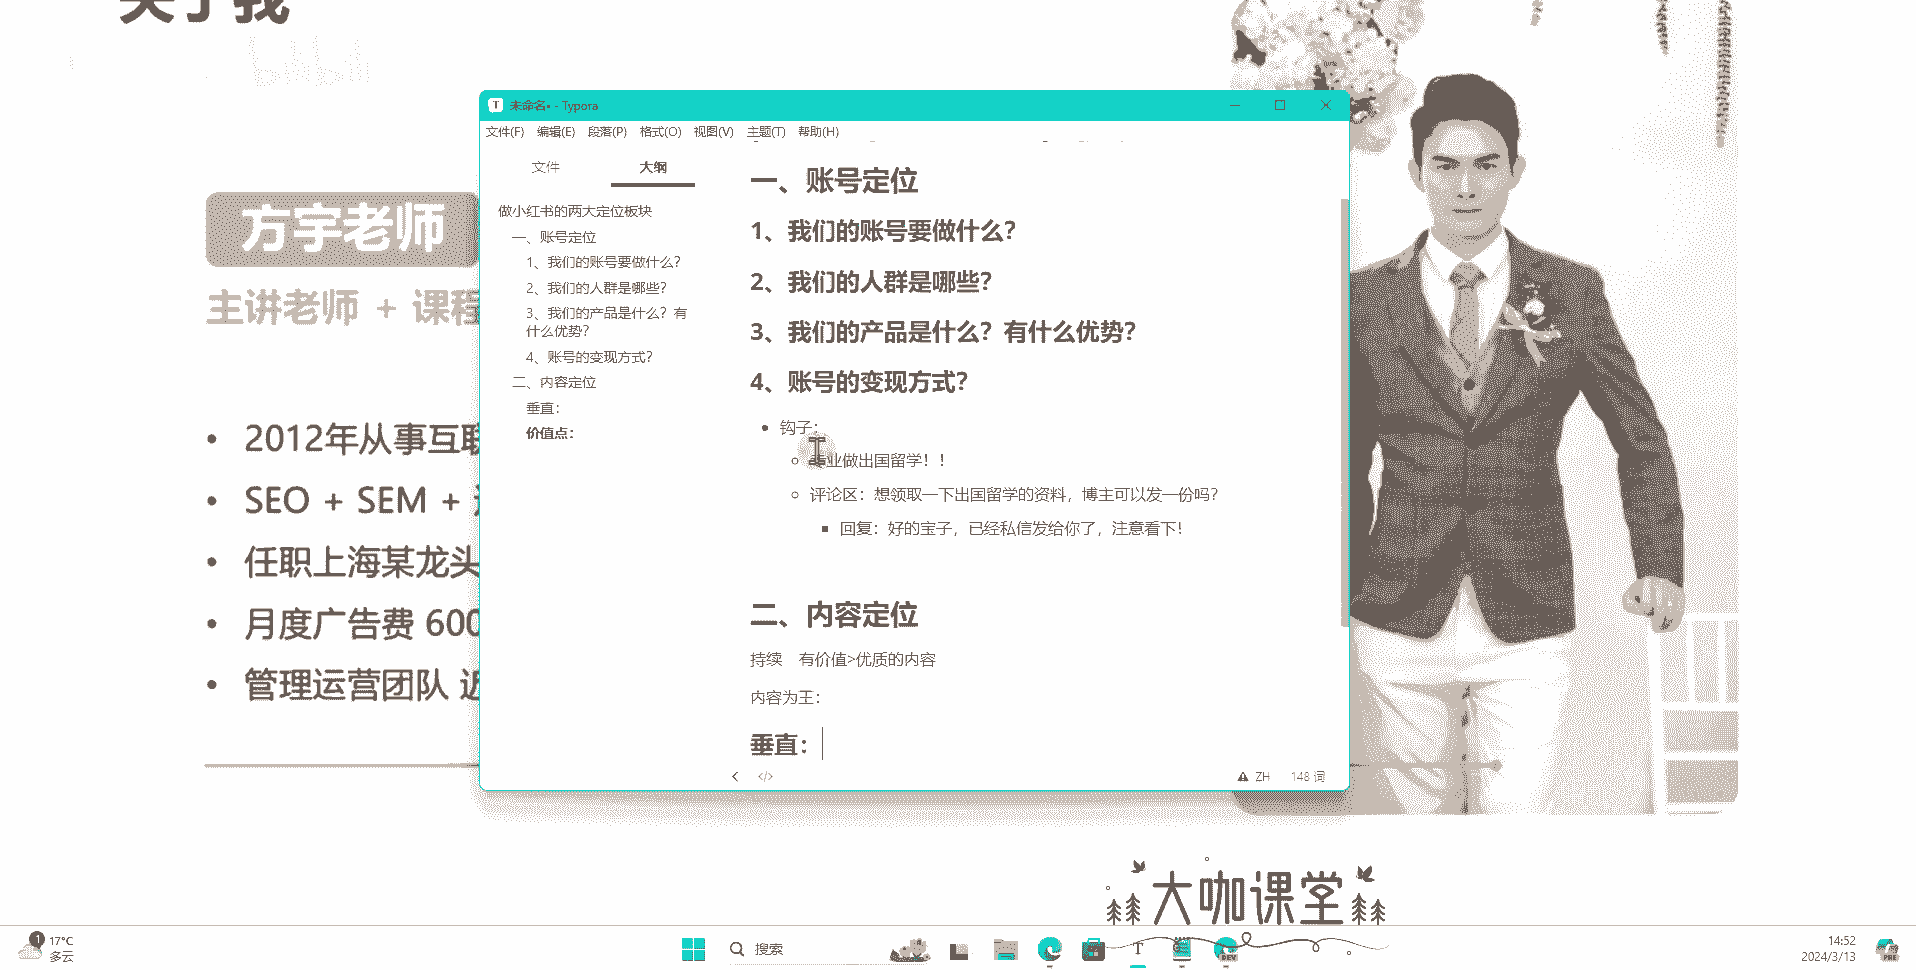 关于我
bilibili
方宇老师
主讲老师 + 课程
2012年从事互联
SEO + SEM +
任职上海某龙头
月度广告费 600
管理运营团队 近
未命名• - Typora
文件(F) 编辑(E) 段落(P) 格式(O) 视图(V) 主题(T) 帮助(H)
文件 大纲
做小红书的两大定位板块
一、账号定位
1、我们的账号要做什么?
2、我们的人群是哪些?
3、我们的产品是什么?有
什么优势?
4、账号的变现方式?
二、内容定位
垂直:
价值点:
一、账号定位
1、我们的账号要做什么?
2、我们的人群是哪些?
3、我们的产品是什么?有什么优势?
4、账号的变现方式?
钩子:
专业做出国留学!!
评论区:想领取一下出国留学的资料,博主可以发一份吗?
回复:好的宝子,已经私信发给你了,注意看下!
二、内容定位
持续 有价值>优质的内容
内容为王:
垂直:
ZH 148 词
大咖课堂
1
17°C
多云
搜索
T
DEV
14:52
2024/3/13
PRE